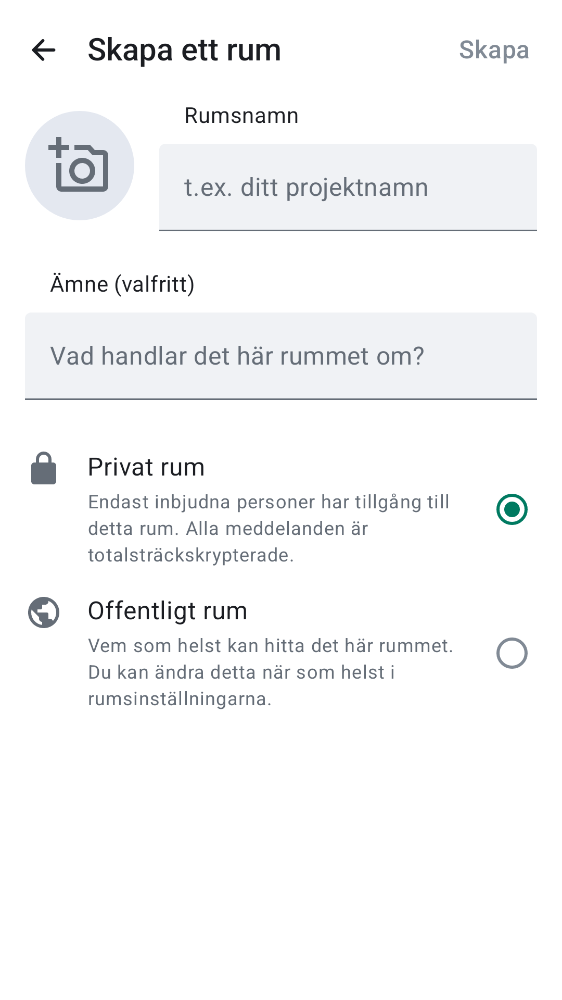 Skapa ett rum
Skapa
Rumsnamn
t.ex. ditt projektnamn
Ämne (valfritt)
Vad handlar det här rummet om?
Privat rum
Endast inbjudna personer har tillgång till
detta rum. Alla meddelanden är
totalsträckskrypterade.
Offentligt rum
Vem som helst kan hitta det här rummet.
Du kan ändra detta när som helst i
rumsinställningarna.